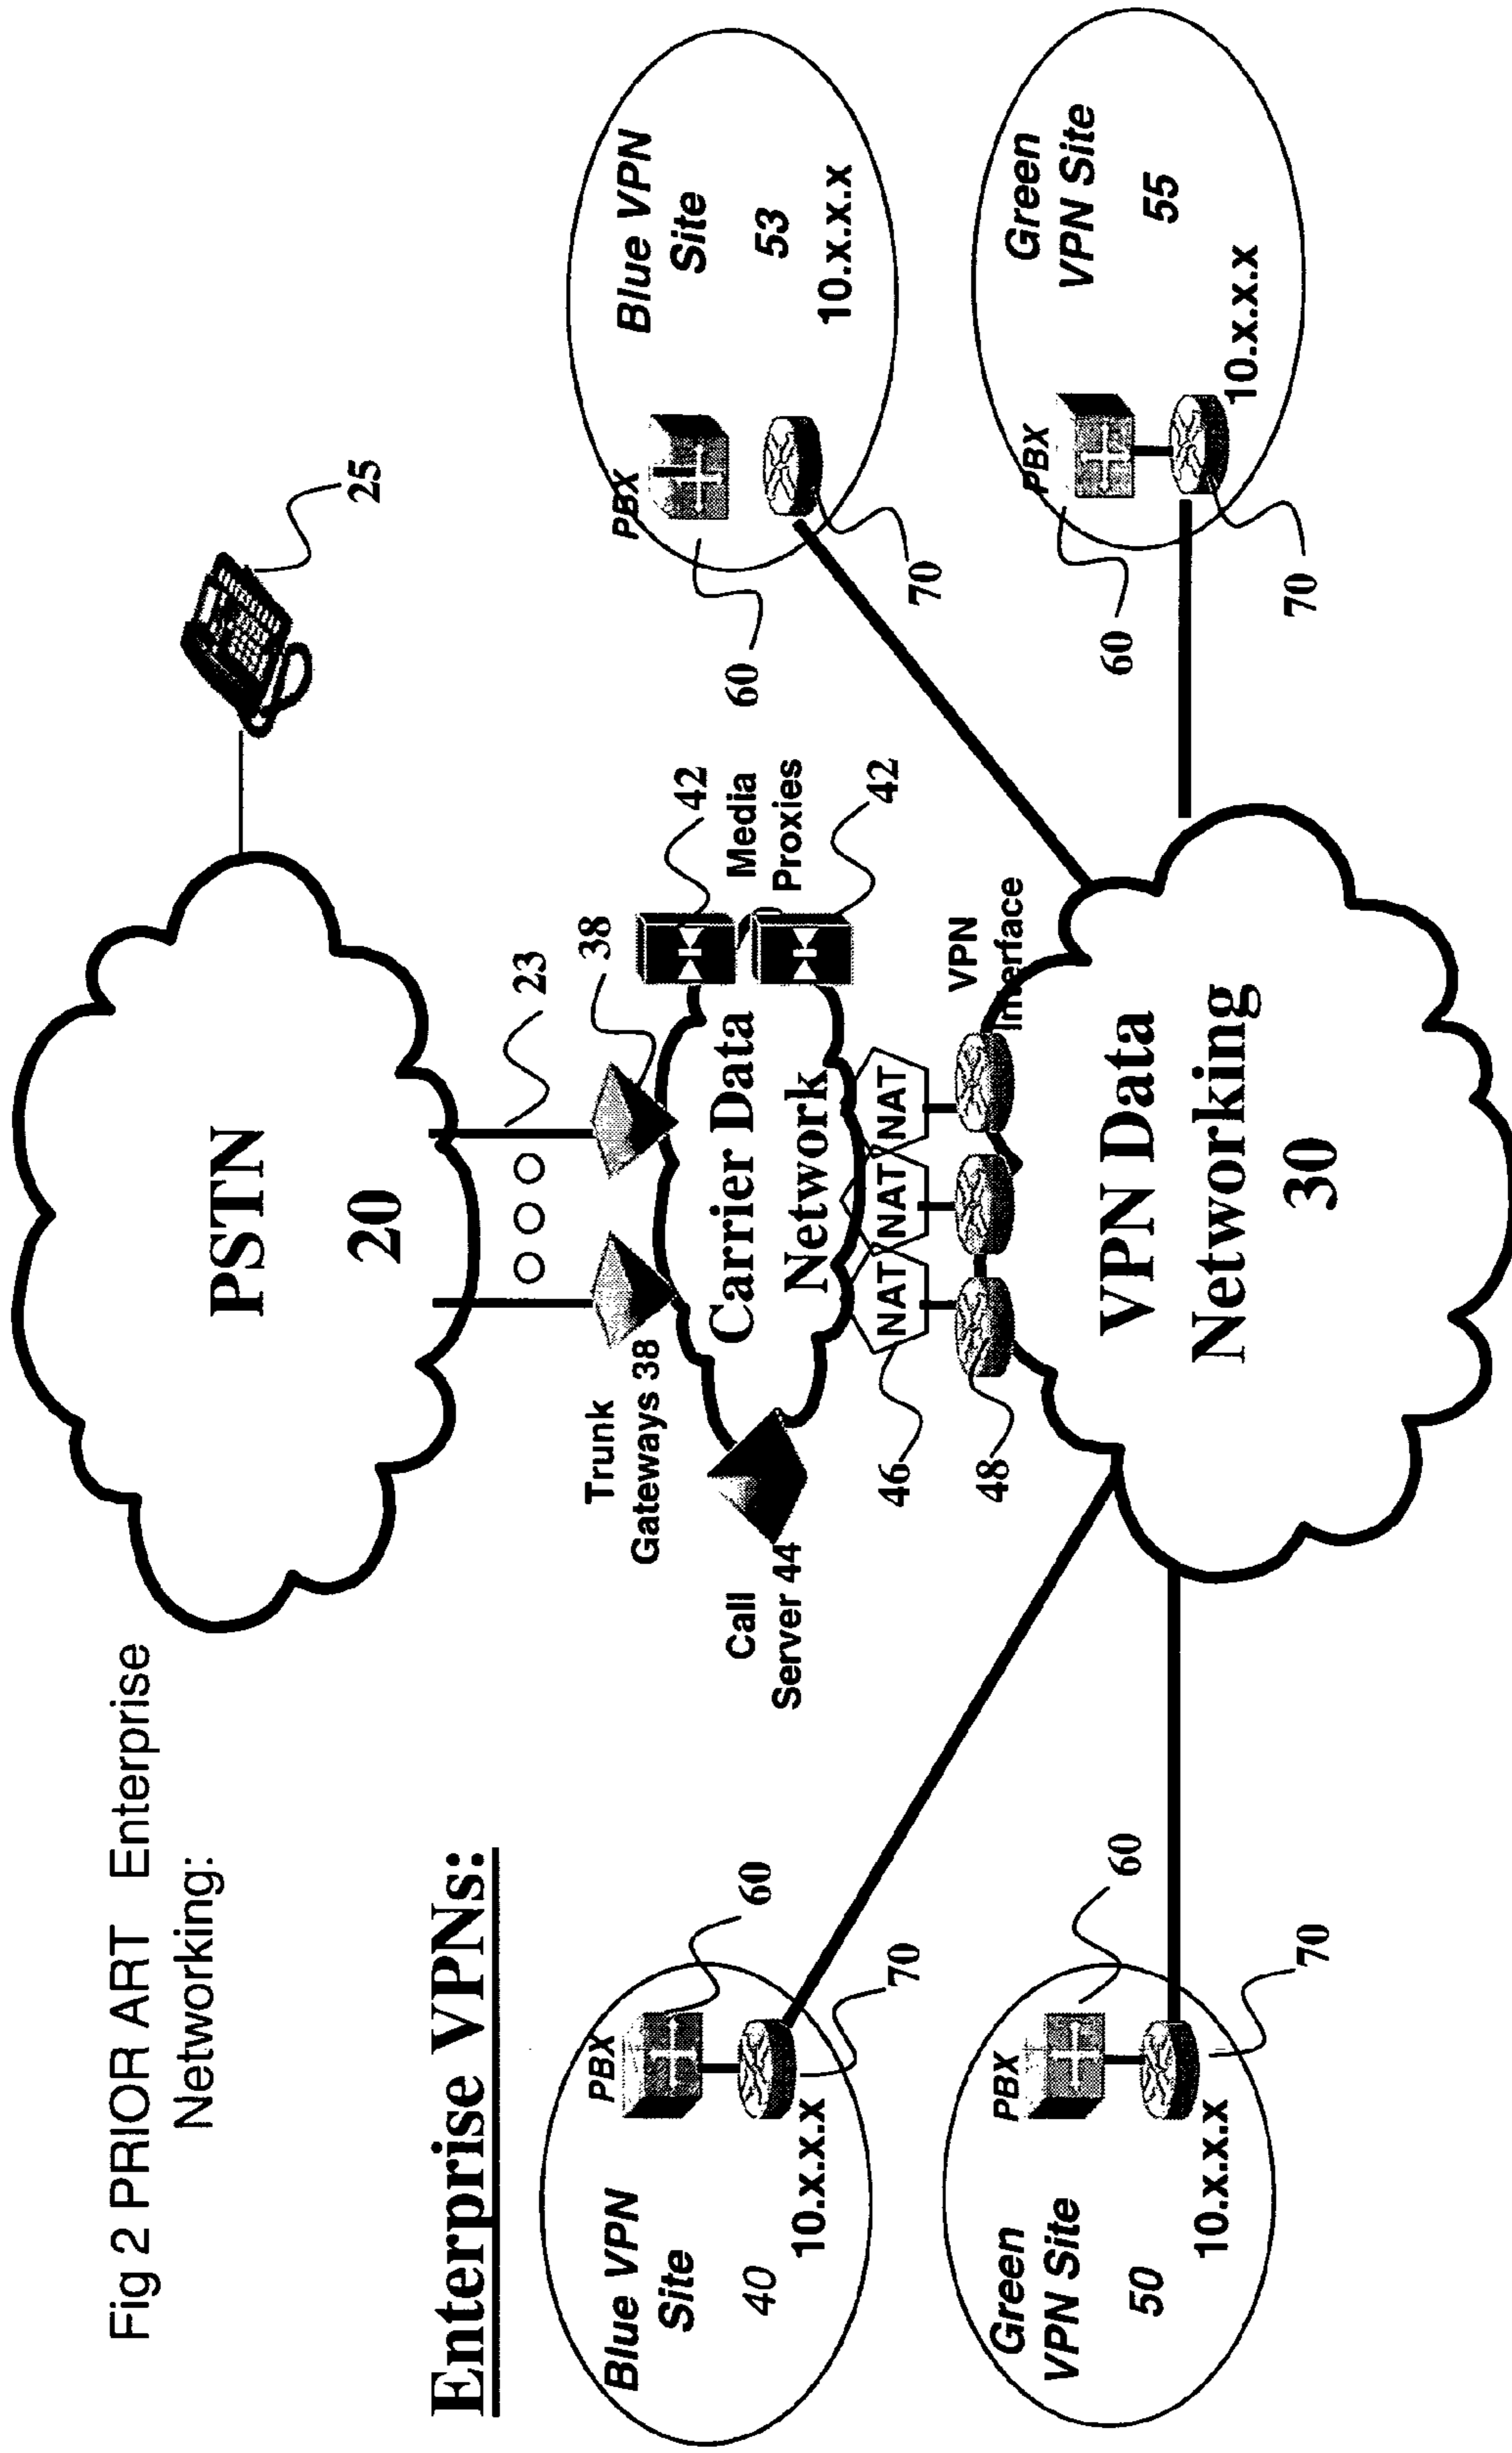 Fig 2 PRIOR ART Enterprise
Networking:
Enterprise VPNs:
PSTN
20
25
23
38
Trunk
Gateways 38
Carrier Data
Network
42
Media
Proxies
42
Call
Server 44
NAT
NAT
NAT
46
48
VPN
Interface
VPN Data
Networking
30
Blue VPN
Site
40
PBX
10.x.x.x
60
70
Green
VPN Site
50
PBX
10.x.x.x
60
70
Blue VPN
Site
53
10.x.x.x
PBX
60
70
Green
VPN Site
55
10.x.x.x
PBX
60
70